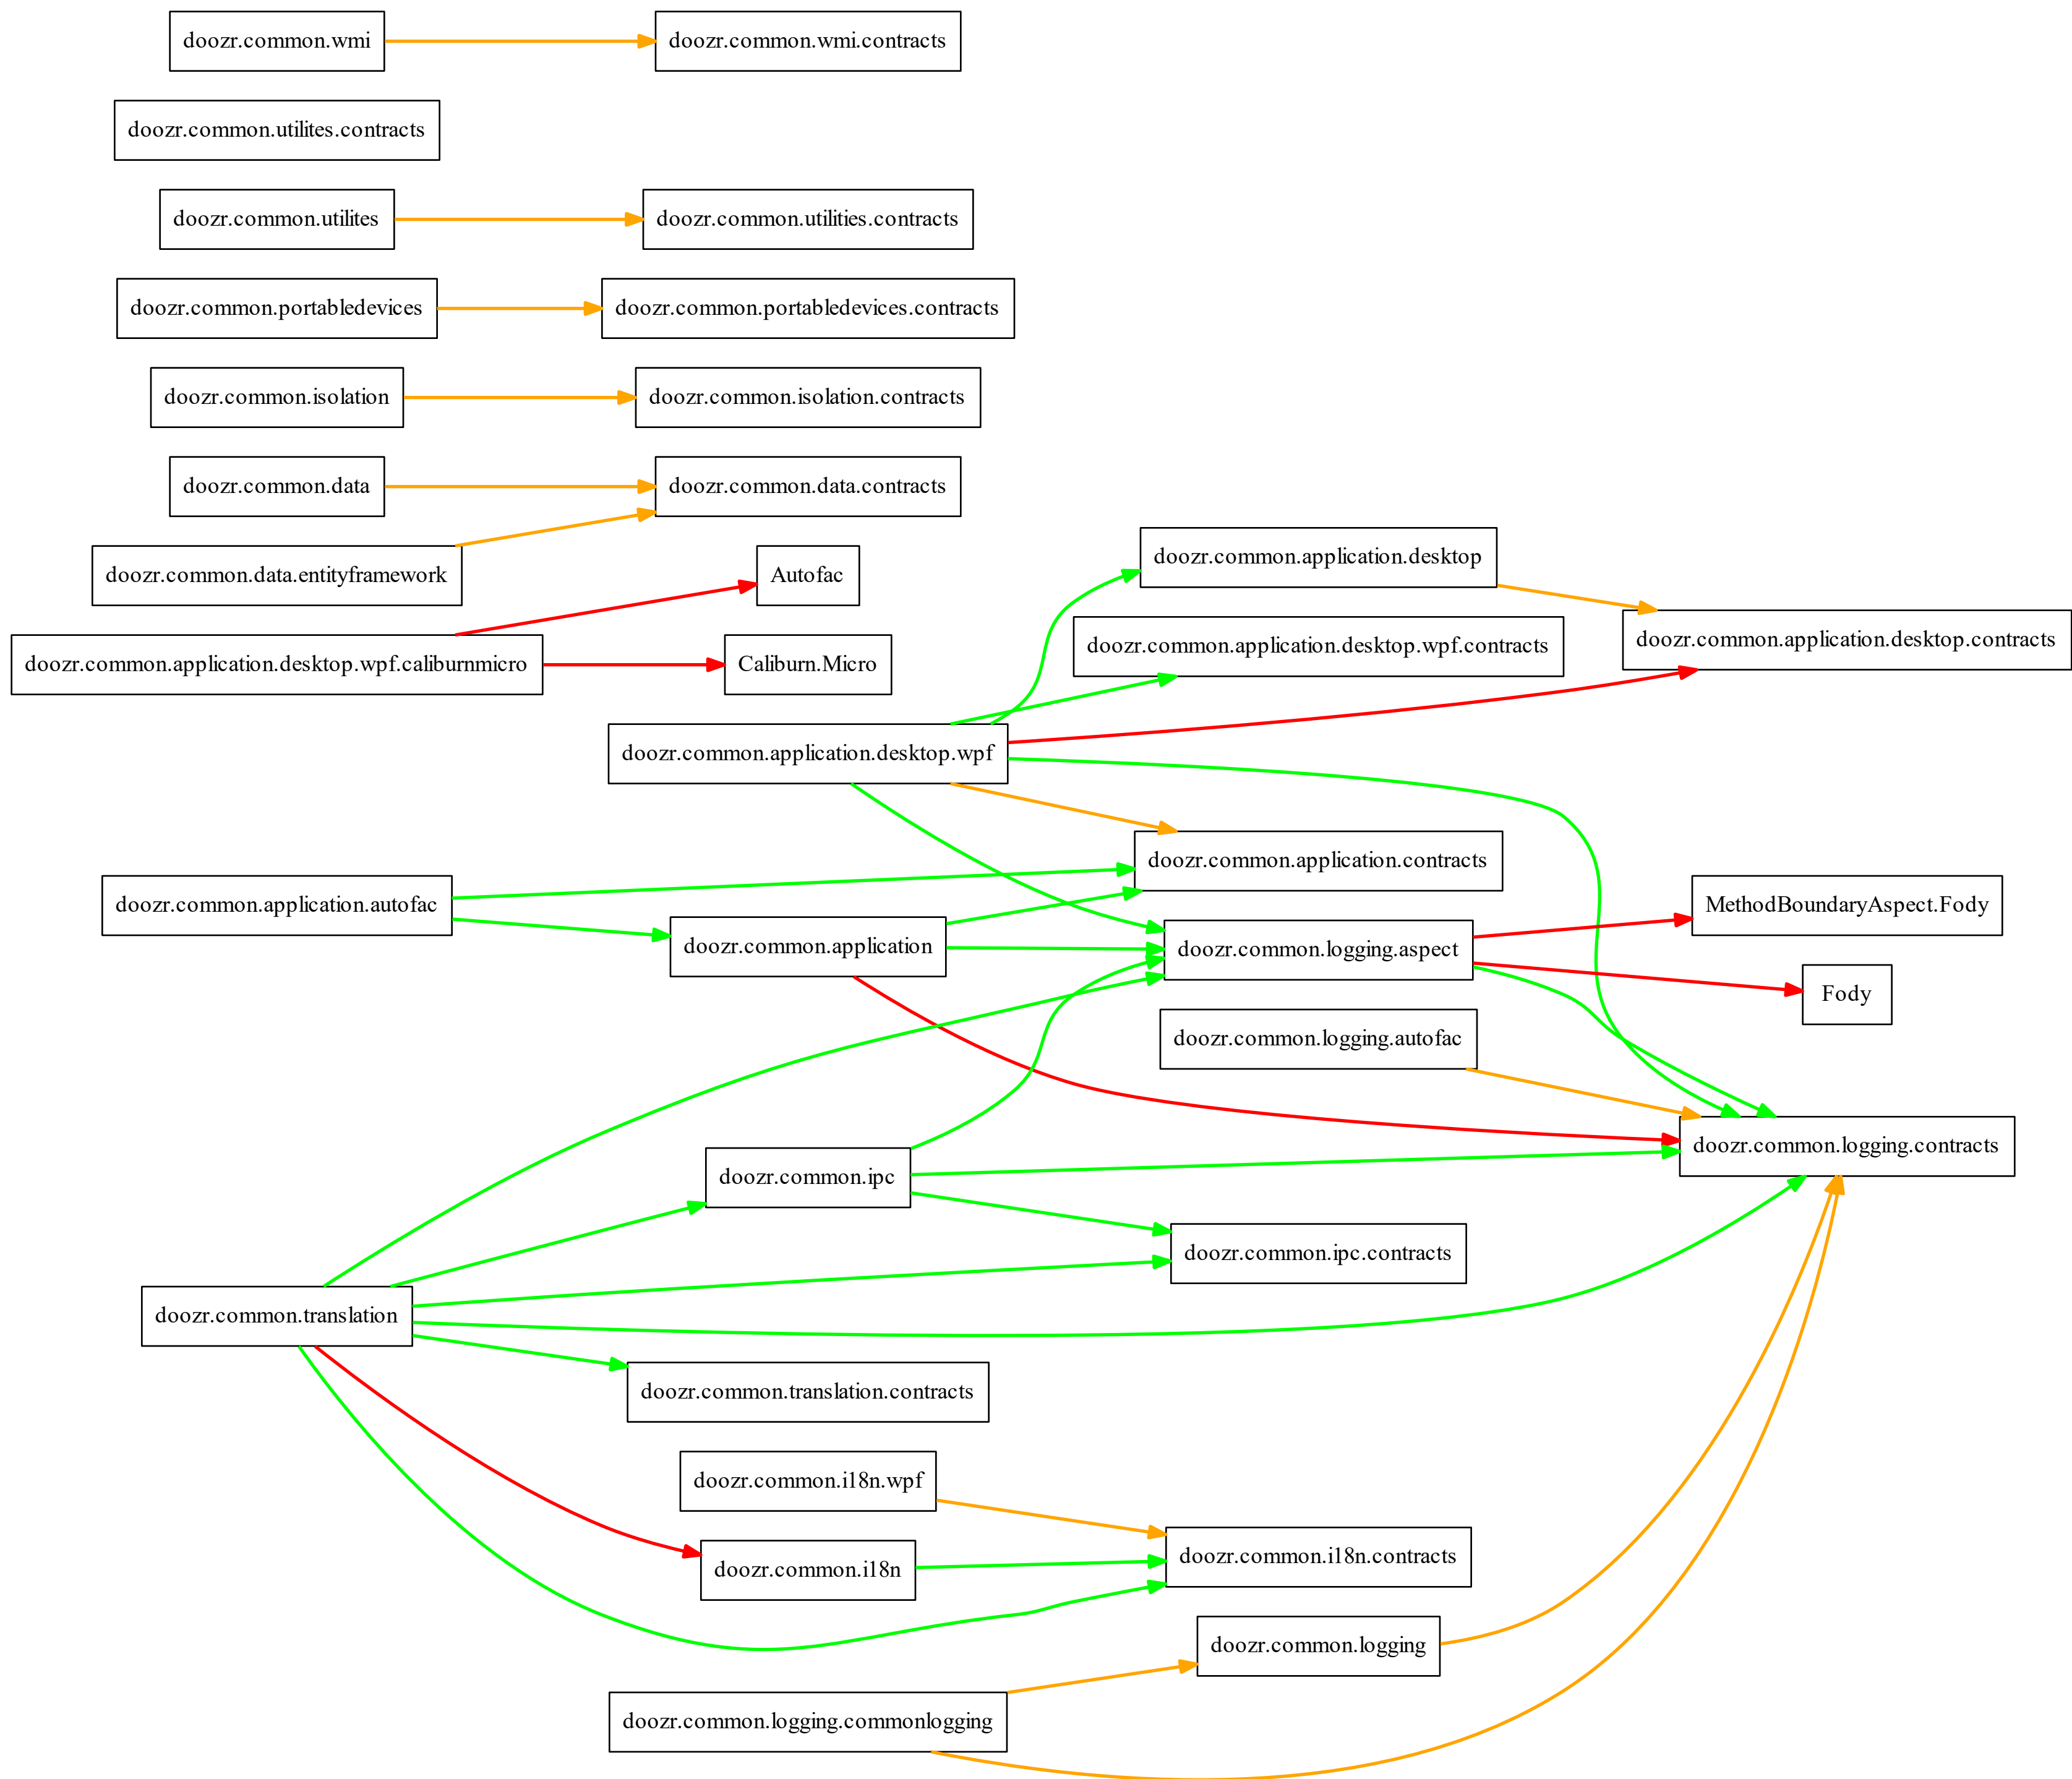 doozr.common.wmi
doozr.common.wmi.contracts
doozr.common.utilites.contracts
doozr.common.utilites
doozr.common.utilities.contracts
doozr.common.portabledevices
doozr.common.portabledevices.contracts
doozr.common.isolation
doozr.common.isolation.contracts
doozr.common.data
doozr.common.data.contracts
doozr.common.application.desktop
doozr.common.data.entityframework
Autofac
doozr.common.application.desktop.wpf.contracts
doozr.common.application.desktop.contracts
doozr.common.application.desktop.wpf.caliburnmicro
Caliburn.Micro
doozr.common.application.desktop.wpf
doozr.common.application.contracts
doozr.common.application.autofac
MethodBoundaryAspect.Fody
doozr.common.application
doozr.common.logging.aspect
Fody
doozr.common.logging.autofac
doozr.common.logging.contracts
doozr.common.ipc
doozr.common.ipc.contracts
doozr.common.translation
doozr.common.translation.contracts
doozr.common.i18n.wpf
doozr.common.i18n.contracts
doozr.common.i18n
doozr.common.logging
doozr.common.logging.commonlogging